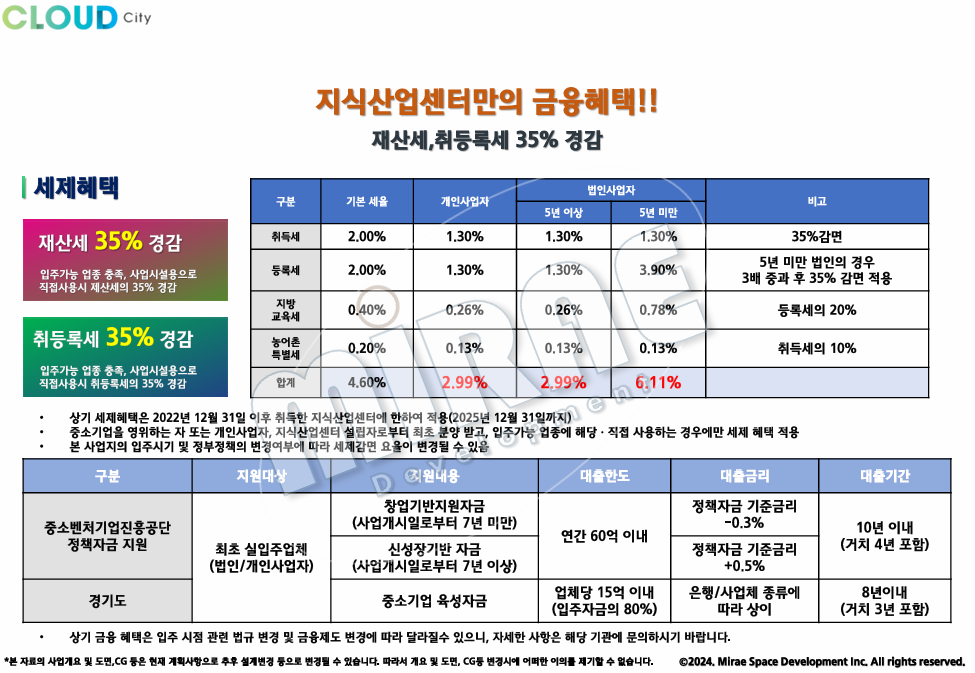 CLOUD City
지식산업센터만의 금융혜택!!
재산세,취등록세 35% 경감
세제혜택
재산세 35% 경감
입주가능 업종 충족, 사업시설용으로
직접사용시 재산세의 35% 경감
취등록세 35% 경감
입주가능 업종 충족, 사업시설용으로
직접사용시 취등록세의 35% 경감
구분 기본 세율 개인사업자 법인사업자 비고
5년 이상 5년 미만
취득세 2.00% 1.30% 1.30% 1.30% 35%감면
등록세 2.00% 1.30% 1.30% 3.90% 5년 미만 법인의 경우
3배 중과 후 35% 감면 적용
지방
교육세 0.40% 0.26% 0.26% 0.78% 등록세의 20%
농어촌
특별세 0.20% 0.13% 0.13% 0.13% 취득세의 10%
합계 4.60% 2.99% 2.99% 6.11%
MIRAE
Development
• 상기 세제혜택은 2022년 12월 31일 이후 취득한 지식산업센터에 한하여 적용(2025년 12월 31일까지)
• 중소기업을 영위하는 자 또는 개인사업자, 지식산업센터 설립자로부터 최초 분양 받고, 입주가능 업종에 해당 · 직접 사용하는 경우에만 세제 혜택 적용
• 본 사업지의 입주시기 및 정부정책의 변경여부에 따라 세제감면 요율이 변경될 수 있음
구분 지원대상 지원내용 대출한도 대출금리 대출기간
중소벤처기업진흥공단
정책자금 지원
최초 실입주업체
(법인/개인사업자)
창업기반지원자금
(사업개시일로부터 7년 미만)
신성장기반 자금
(사업개시일로부터 7년 이상)
연간 60억 이내
정책자금 기준금리
-0.3%
정책자금 기준금리
+0.5%
10년 이내
(거치 4년 포함)
경기도
중소기업 육성자금
업체당 15억 이내
(입주자금의 80%)
은행/사업체 종류에
따라 상이
8년이내
(거치 3년 포함)
• 상기 금융 혜택은 입주 시점 관련 법규 변경 및 금융제도 변경에 따라 달라질수 있으니, 자세한 사항은 해당 기관에 문의하시기 바랍니다.
*본 자료의 사업개요 및 도면,CG 등은 현재 계획사항으로 추후 설계변경 등으로 변경될 수 있습니다. 따라서 개요 및 도면, CG등 변경시에 어떠한 이의를 제기할 수 없습니다.
©2024. Mirae Space Development Inc. All rights reserved.